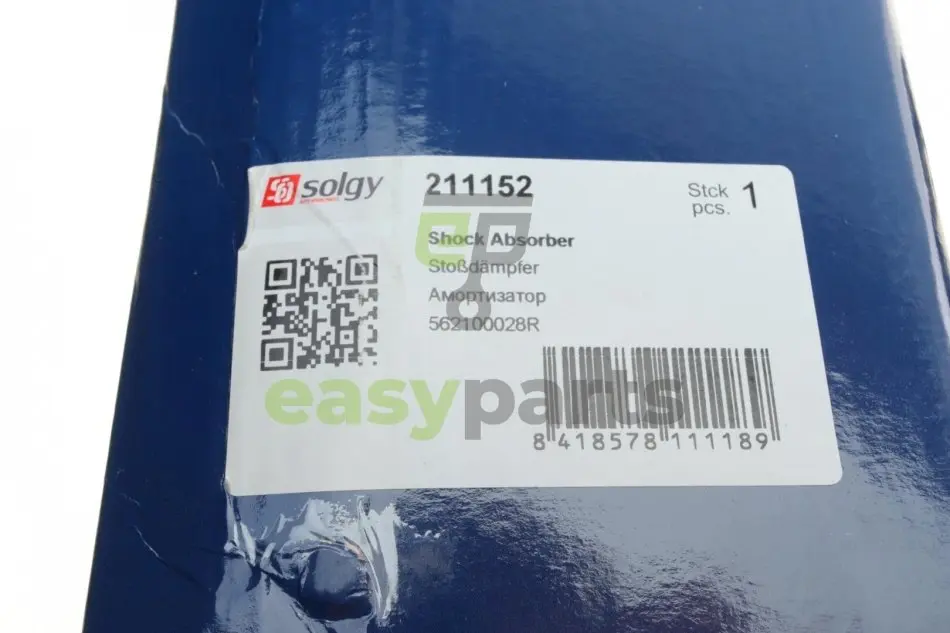 solgy
211152
Stck
pcs. 1
Shock Absorber
Stoßdämpfer
Амортизатор
562100028R
easyparts
8 418578 111189